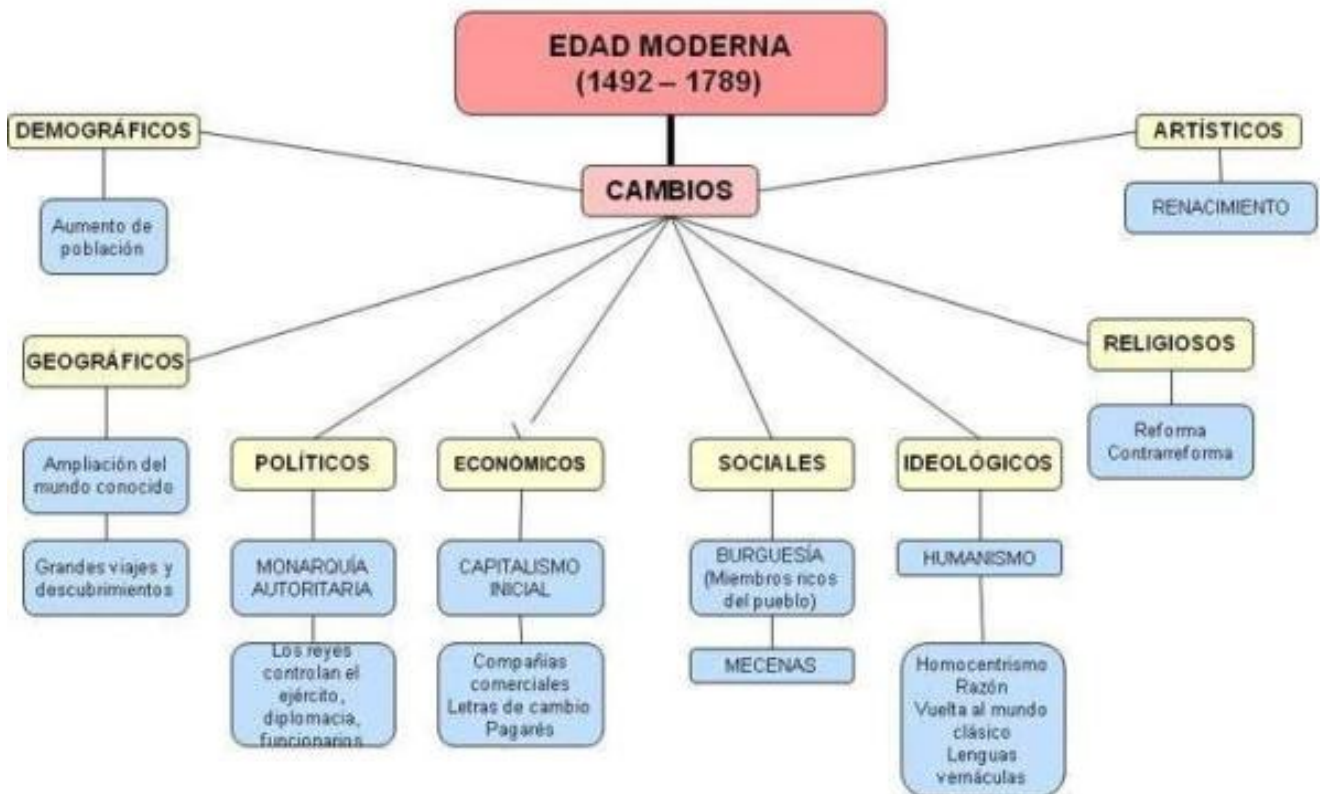 EDAD MODERNA
(1492 – 1789)
CAMBIOS
DEMOGRÁFICOS
Aumento de
población
ARTÍSTICOS
RENACIMIENTO
GEOGRÁFICOS
Ampliación del
mundo conocido
Grandes viajes y
descubrimientos
POLÍTICOS
MONARQUÍA
AUTORITARIA
Los reyes
controlan el
ejército,
diplomacia,
funcionarios
ECONÓMICOS
CAPITALISMO
INICIAL
Compañías
comerciales
Letras de cambio
Pagarés
SOCIALES
BURGUESÍA
(Miembros ricos
del pueblo)
MECENAS
IDEOLÓGICOS
HUMANISMO
Homocentrismo
Razón
Vuelta al mundo
clásico
Lenguas
vernáculas
RELIGIOSOS
Reforma
Contrarreforma